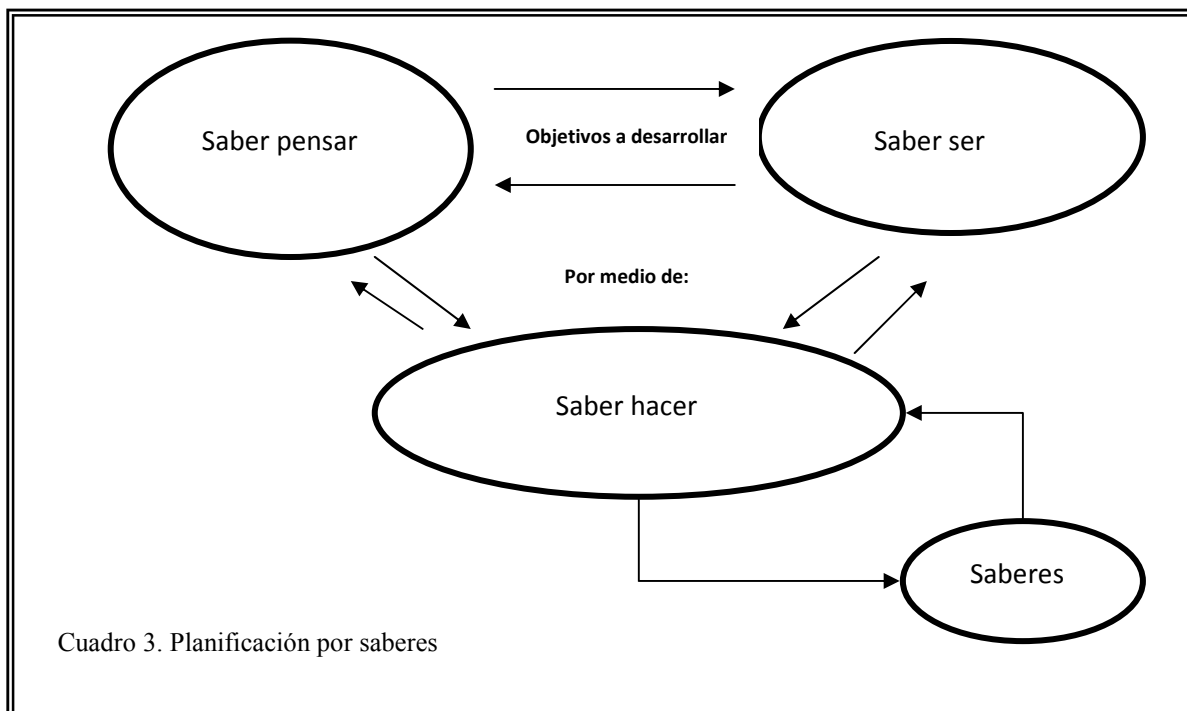 Saber pensar
Objetivos a desarrollar
Saber ser
Por medio de:
Saber hacer
Saberes
Cuadro 3. Planificación por saberes